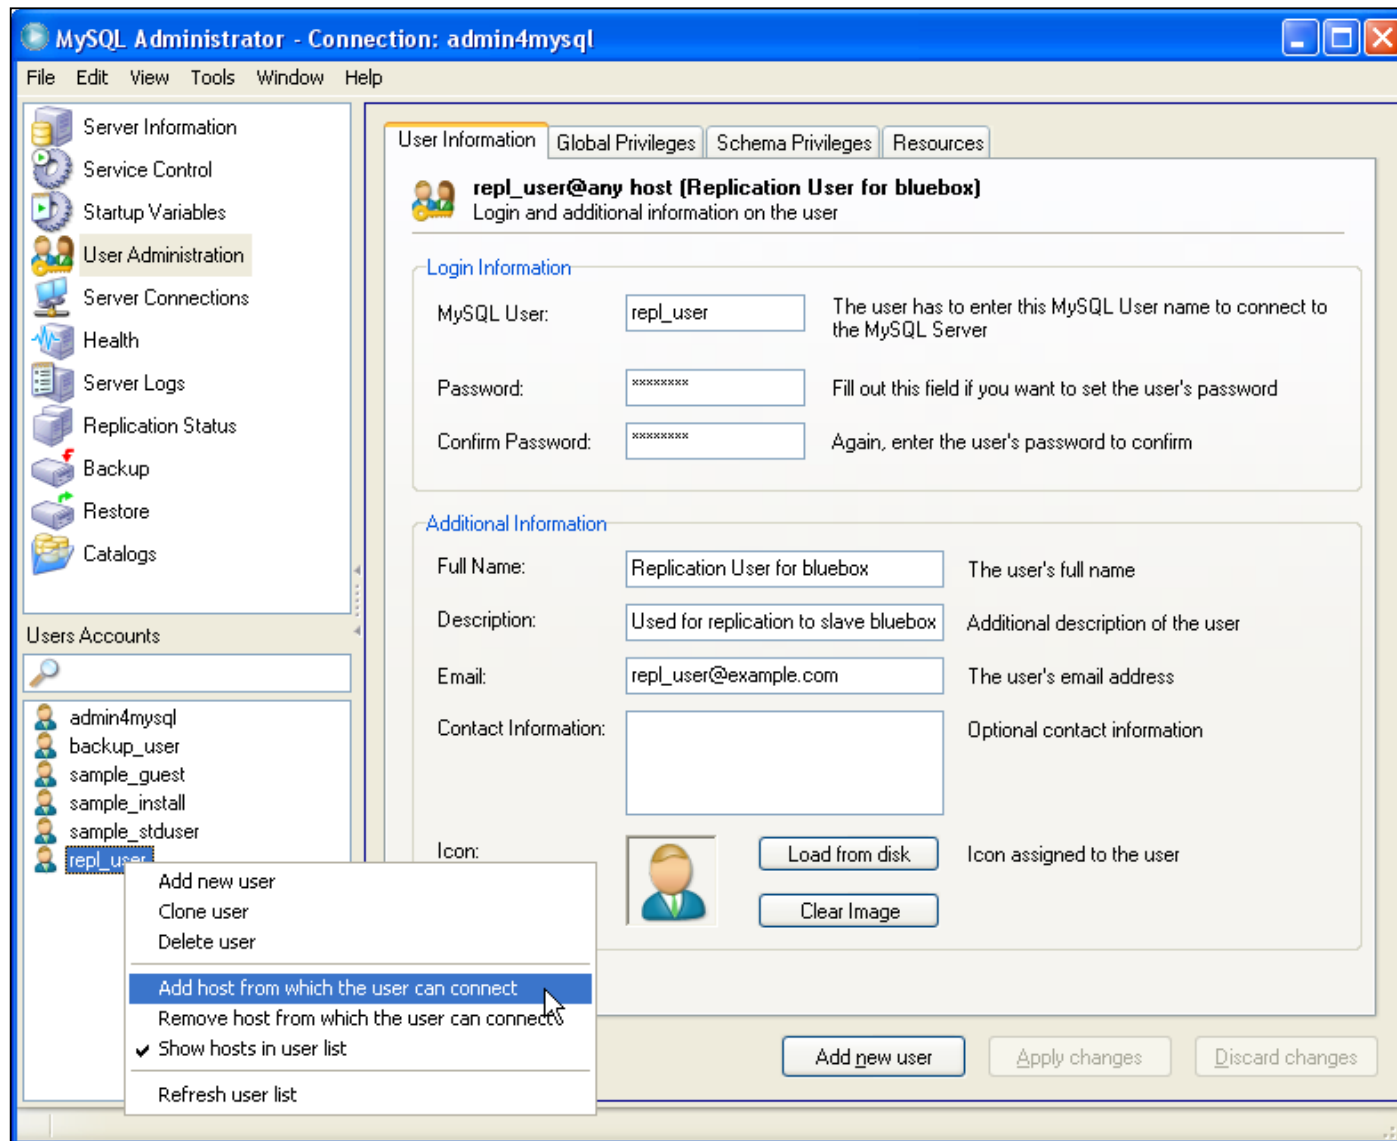 MySQL Administrator - Connection: admin4mysql
File Edit View Tools Window Help
Server Information
Service Control
Startup Variables
User Administration
Server Connections
Health
Server Logs
Replication Status
Backup
Restore
Catalogs
Users Accounts
admin4mysql
backup_user
sample_guest
sample_install
sample_stduser
repl_user
Add new user
Clone user
Delete user
Add host from which the user can connect
Remove host from which the user can connect
Show hosts in user list
Refresh user list
User Information Global Privileges Schema Privileges Resources
repl_user@any host (Replication User for bluebox)
Login and additional information on the user
Login Information
MySQL User: repl_user The user has to enter this MySQL User name to connect to
the MySQL Server
Password: ******** Fill out this field if you want to set the user's password
Confirm Password: ******** Again, enter the user's password to confirm
Additional Information
Full Name: Replication User for bluebox The user's full name
Description: Used for replication to slave bluebox Additional description of the user
Email: repl_user@example.com The user's email address
Contact Information: Optional contact information
Icon: Load from disk Icon assigned to the user
Clear Image
Add new user Apply changes Discard changes